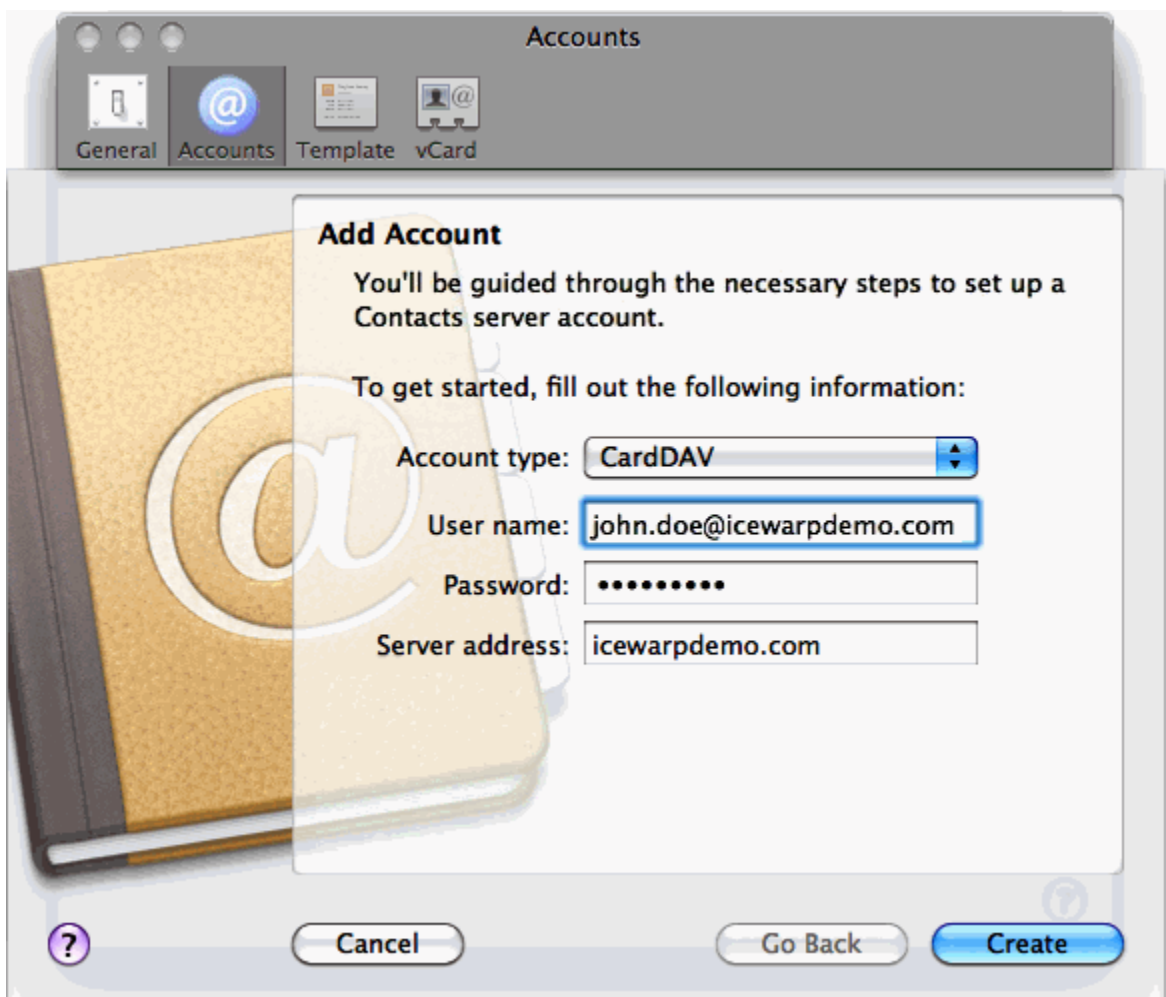 Accounts
General Accounts Template vCard
Add Account
You'll be guided through the necessary steps to set up a
Contacts server account.
To get started, fill out the following information:
Account type: CardDAV
User name: john.doe@icewarpdemo.com
Password: •••••••••
Server address: icewarpdemo.com
? Cancel Go Back Create